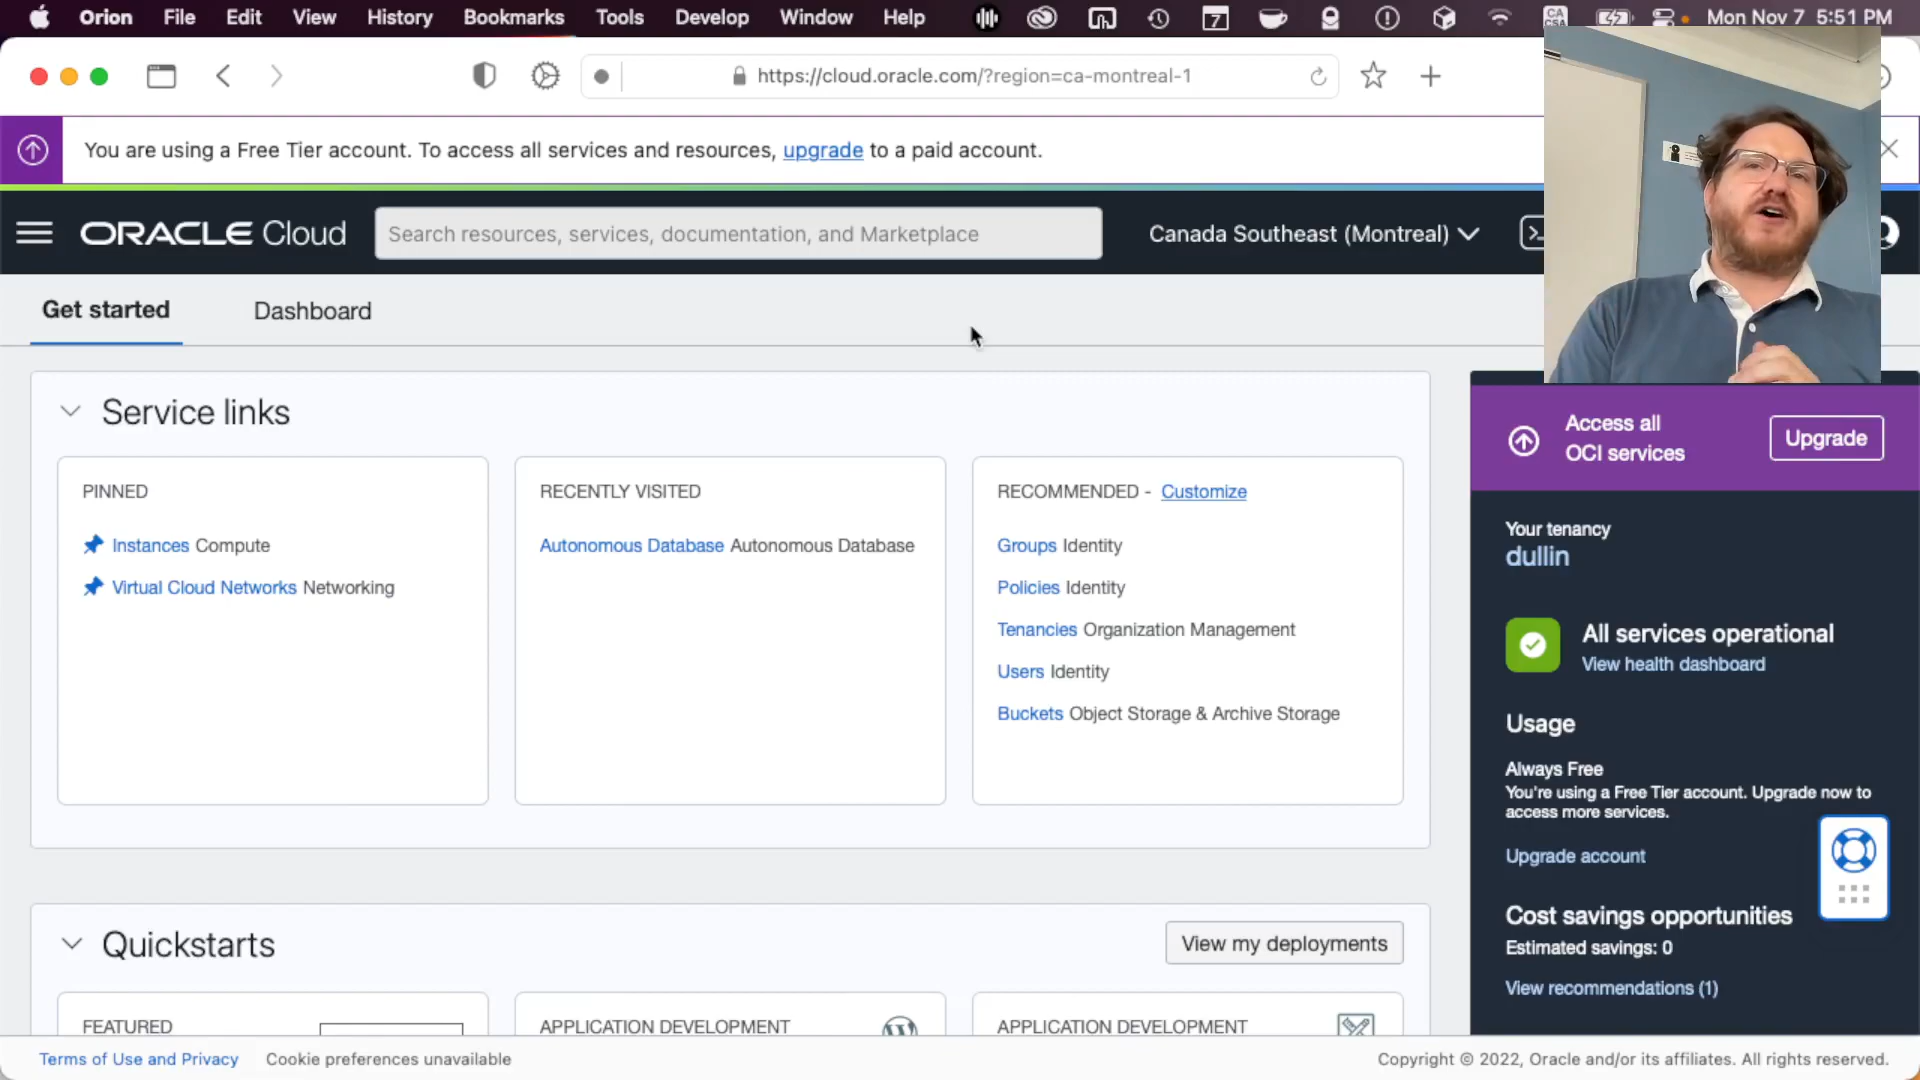 Orion File Edit View History Bookmarks Tools Develop Window Help 7 CA CSA Mon Nov 7 5:51 PM
https://cloud.oracle.com/?region=ca-montreal-1
You are using a Free Tier account. To access all services and resources, upgrade to a paid account.
ORACLE Cloud
Search resources, services, documentation, and Marketplace
Canada Southeast (Montreal)
Get started
Dashboard
Service links
PINNED
Instances Compute
Virtual Cloud Networks Networking
RECENTLY VISITED
Autonomous Database Autonomous Database
RECOMMENDED - Customize
Groups Identity
Policies Identity
Tenancies Organization Management
Users Identity
Buckets Object Storage & Archive Storage
Access all
OCI services
Upgrade
Your tenancy
dullin
All services operational
View health dashboard
Usage
Always Free
You're using a Free Tier account. Upgrade now to
access more services.
Upgrade account
Cost savings opportunities
Estimated savings: 0
View recommendations (1)
Quickstarts
View my deployments
FEATURED
APPLICATION DEVELOPMENT
APPLICATION DEVELOPMENT
Terms of Use and Privacy
Cookie preferences unavailable
Copyright © 2022, Oracle and/or its affiliates. All rights reserved.